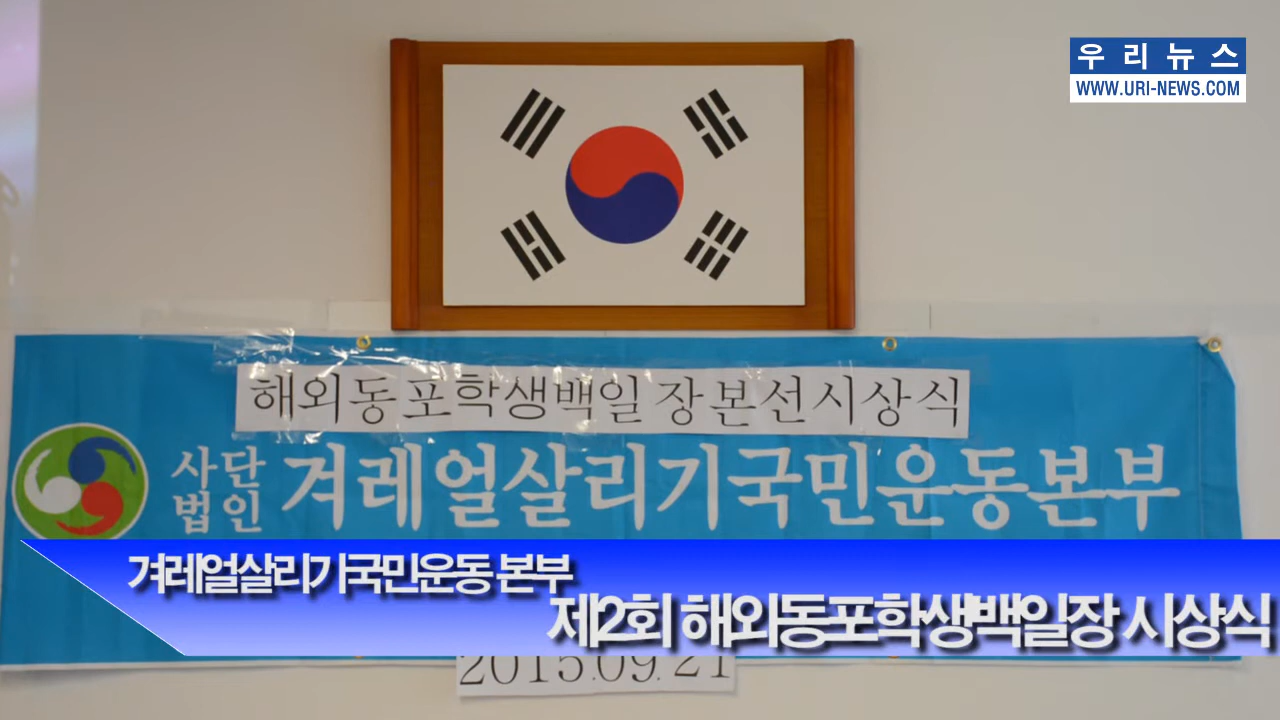 우리뉴스
WWW.URI-NEWS.COM
해외동포학생백일장본선시상식
사단
법인
겨레얼살리기국민운동본부
겨레얼살리기국민운동 본부
제2회 해외동포학생백일장 시상식
2015.09.21